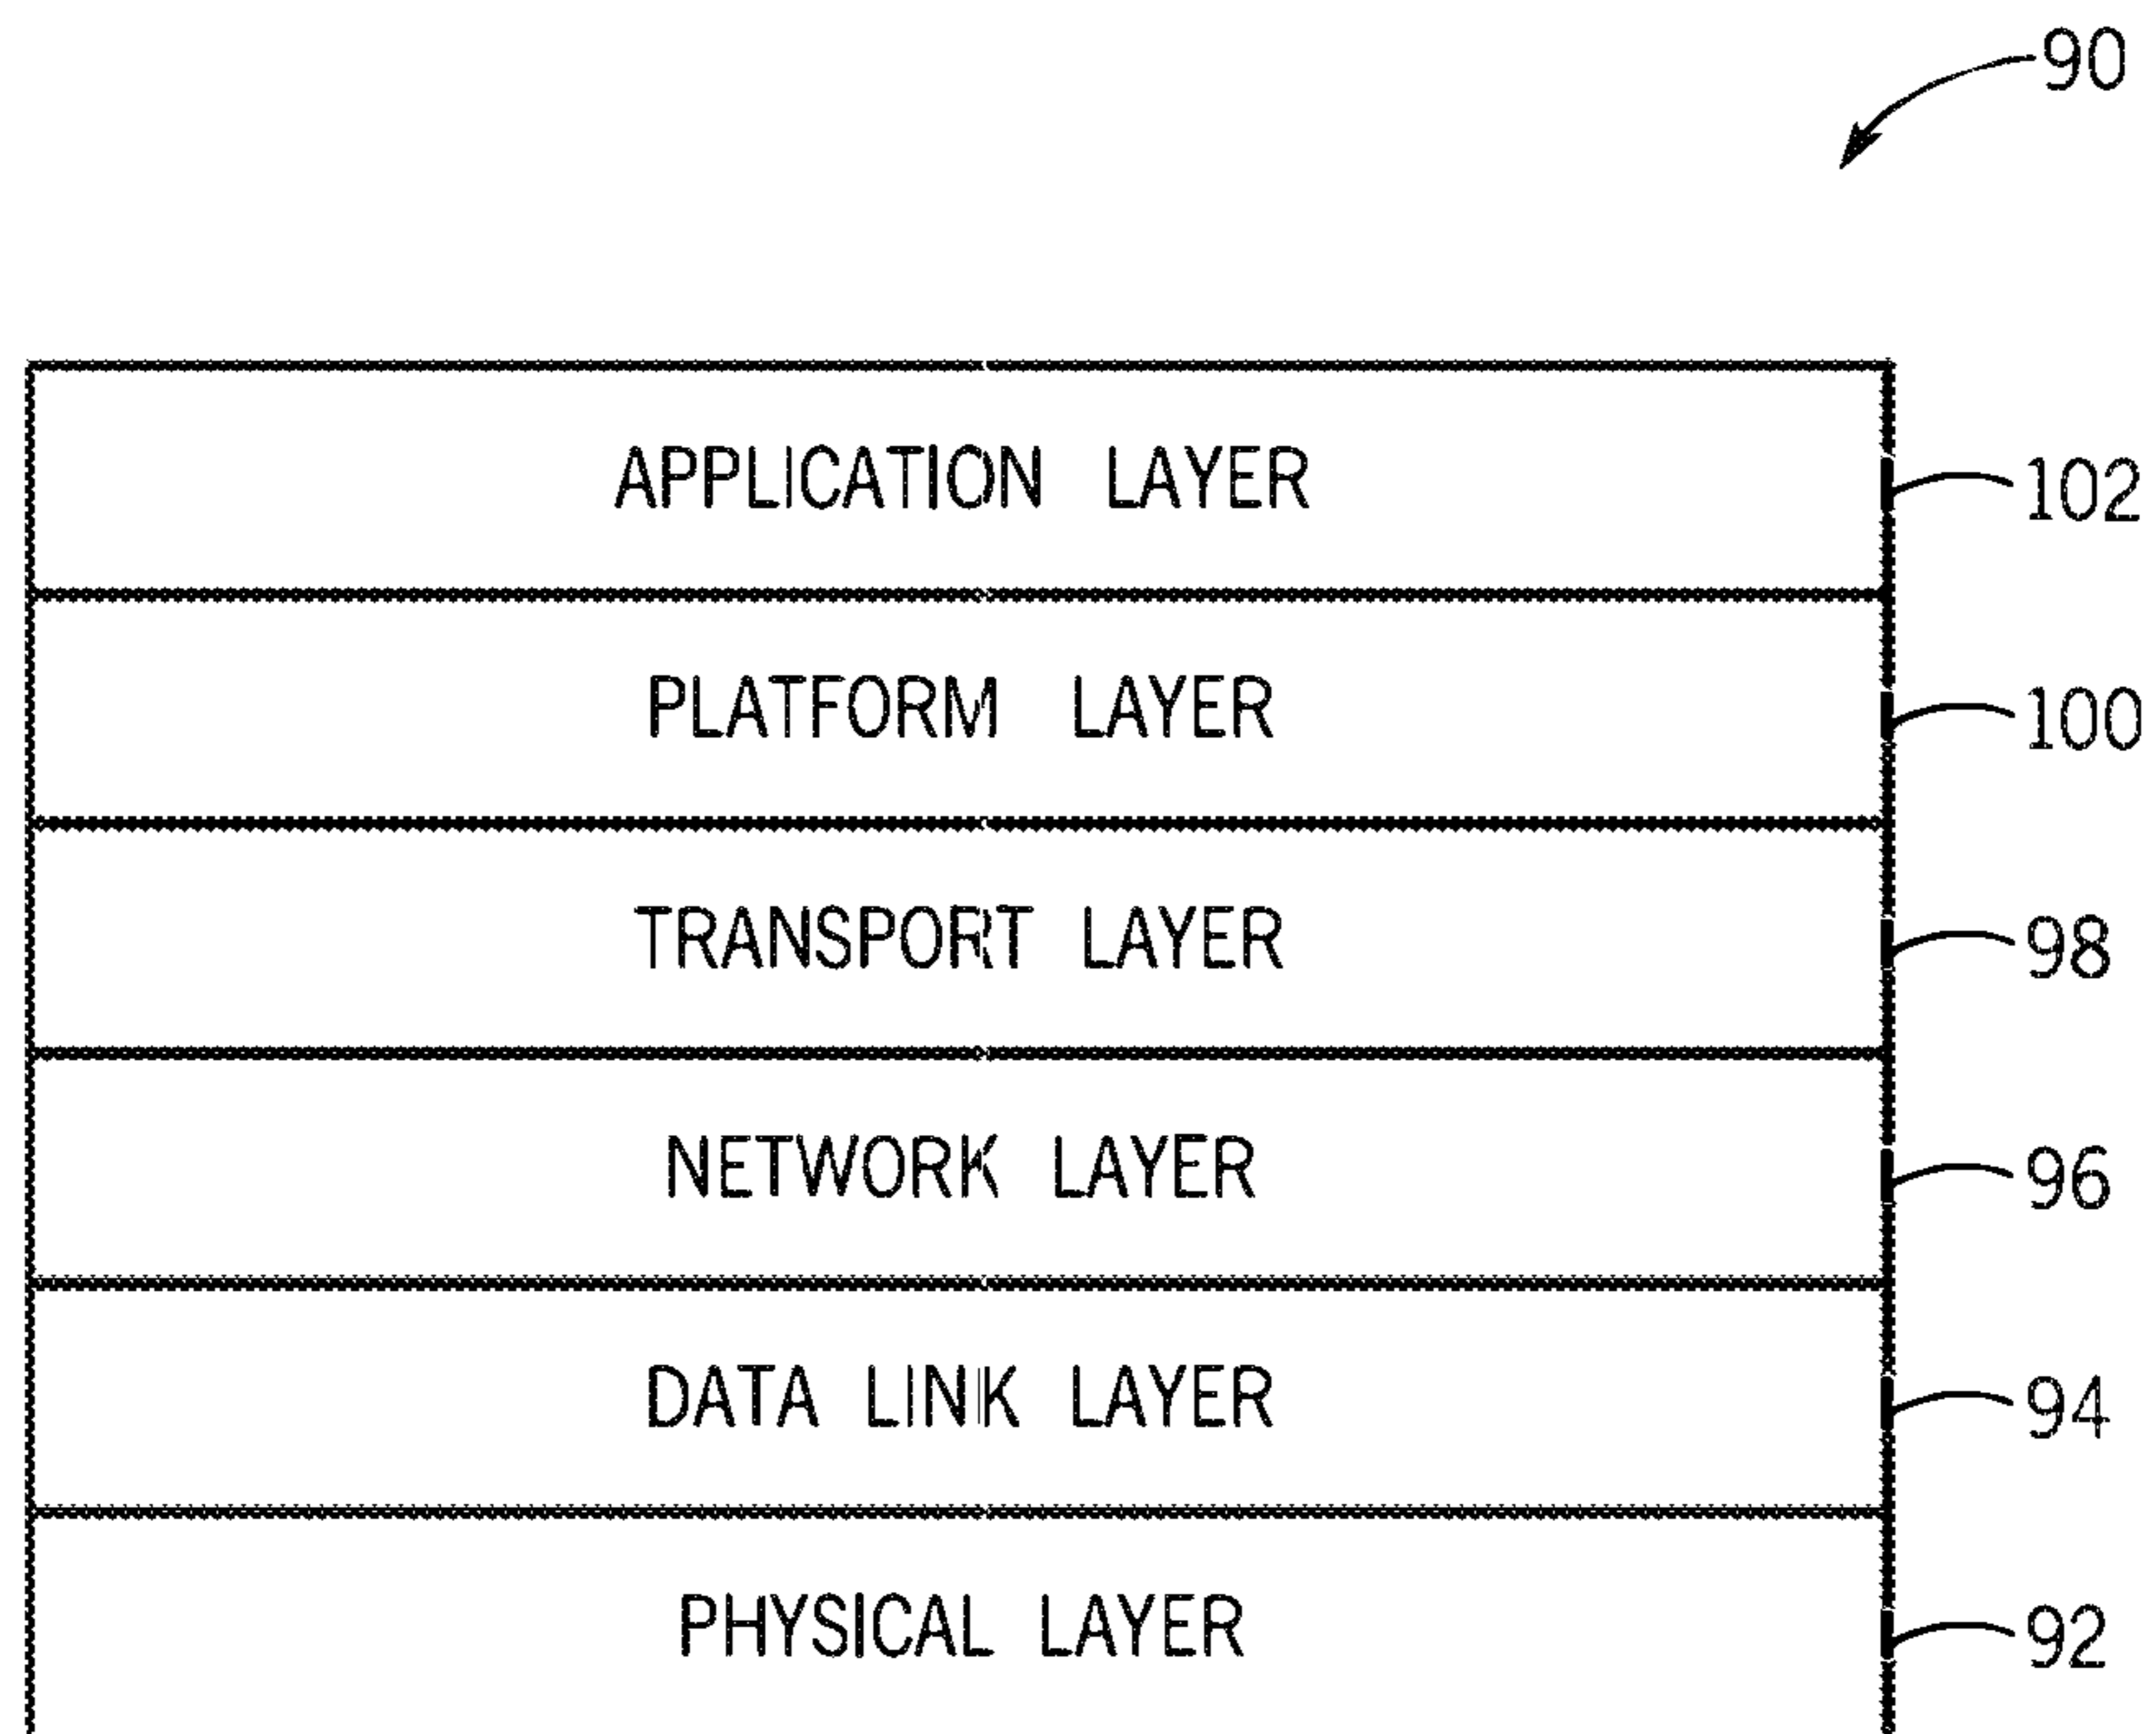 90
APPLICATION LAYER 102
PLATFORM LAYER 100
TRANSPORT LAYER 98
NETWORK LAYER 96
DATA LINK LAYER 94
PHYSICAL LAYER 92